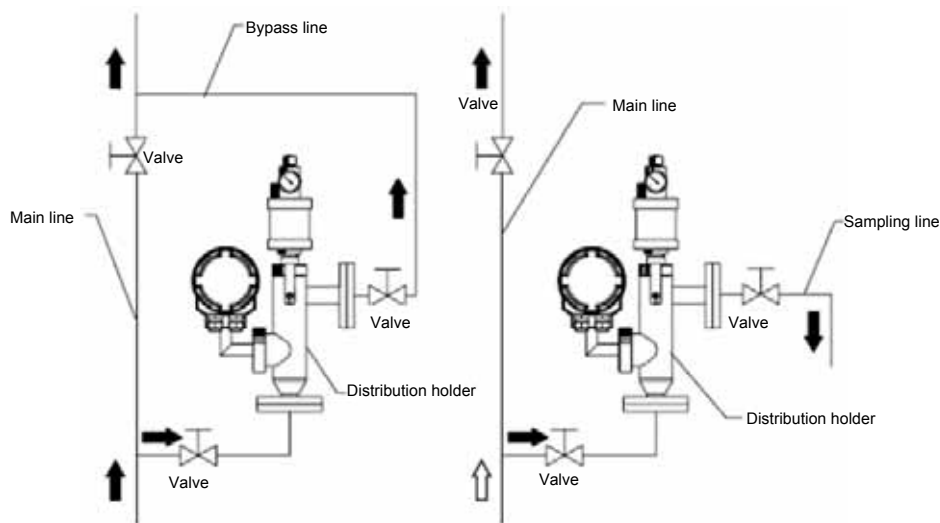 Bypass line
Valve
Main line
Valve
Distribution holder
Valve
Valve
Main line
Sampling line
Valve
Distribution holder
Valve